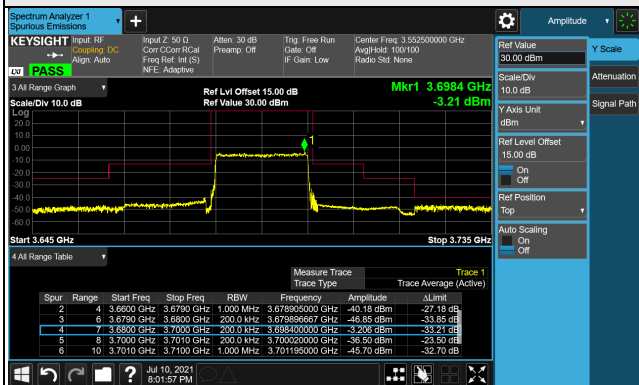 Spectrum Analyzer 1
Spurious Emissions
Amplitude
KEYSIGHT
Input: RF
Coupling: DC
Align: Auto
Input Z: 50 Ω
Corr CCorr RCal
Freq Ref: Int (S)
NFE: Adaptive
Atten: 30 dB
Preamp: Off
Trig: Free Run
Gate: Off
IF Gain: Low
Center Freq: 3.552500000 GHz
Avg|Hold: 100/100
Radio Std: None
LXI PASS
3 All Range Graph
Scale/Div 10.0 dB
Ref Lvl Offset 15.00 dB
Ref Value 30.00 dBm
Mkr1 3.6984 GHz
-3.21 dBm
Log
20.0
10.0
0.00
-10.0
-20.0
-30.0
-40.0
-50.0
-60.0
1
Start 3.645 GHz
Stop 3.735 GHz
4 All Range Table
Measure Trace Trace 1
Trace Type Trace Average (Active)
Spur Range Start Freq Stop Freq RBW Frequency Amplitude ΔLimit
2 4 3.6600 GHz 3.6790 GHz 1.000 MHz 3.678905000 GHz -40.18 dBm -27.18 dB
3 6 3.6790 GHz 3.6800 GHz 200.0 kHz 3.679896667 GHz -46.85 dBm -33.85 dB
4 7 3.6800 GHz 3.7000 GHz 200.0 kHz 3.698400000 GHz -3.206 dBm -33.21 dB
5 8 3.7000 GHz 3.7010 GHz 200.0 kHz 3.700020000 GHz -36.50 dBm -23.50 dB
6 10 3.7010 GHz 3.7100 GHz 1.000 MHz 3.701195000 GHz -45.70 dBm -32.70 dB
Jul 10, 2021
8:01:57 PM
Ref Value
30.00 dBm
Scale/Div
10.0 dB
Y Axis Unit
dBm
Ref Level Offset
15.00 dB
On
Off
Ref Position
Top
Auto Scaling
On
Off
Y Scale
Attenuation
Signal Path